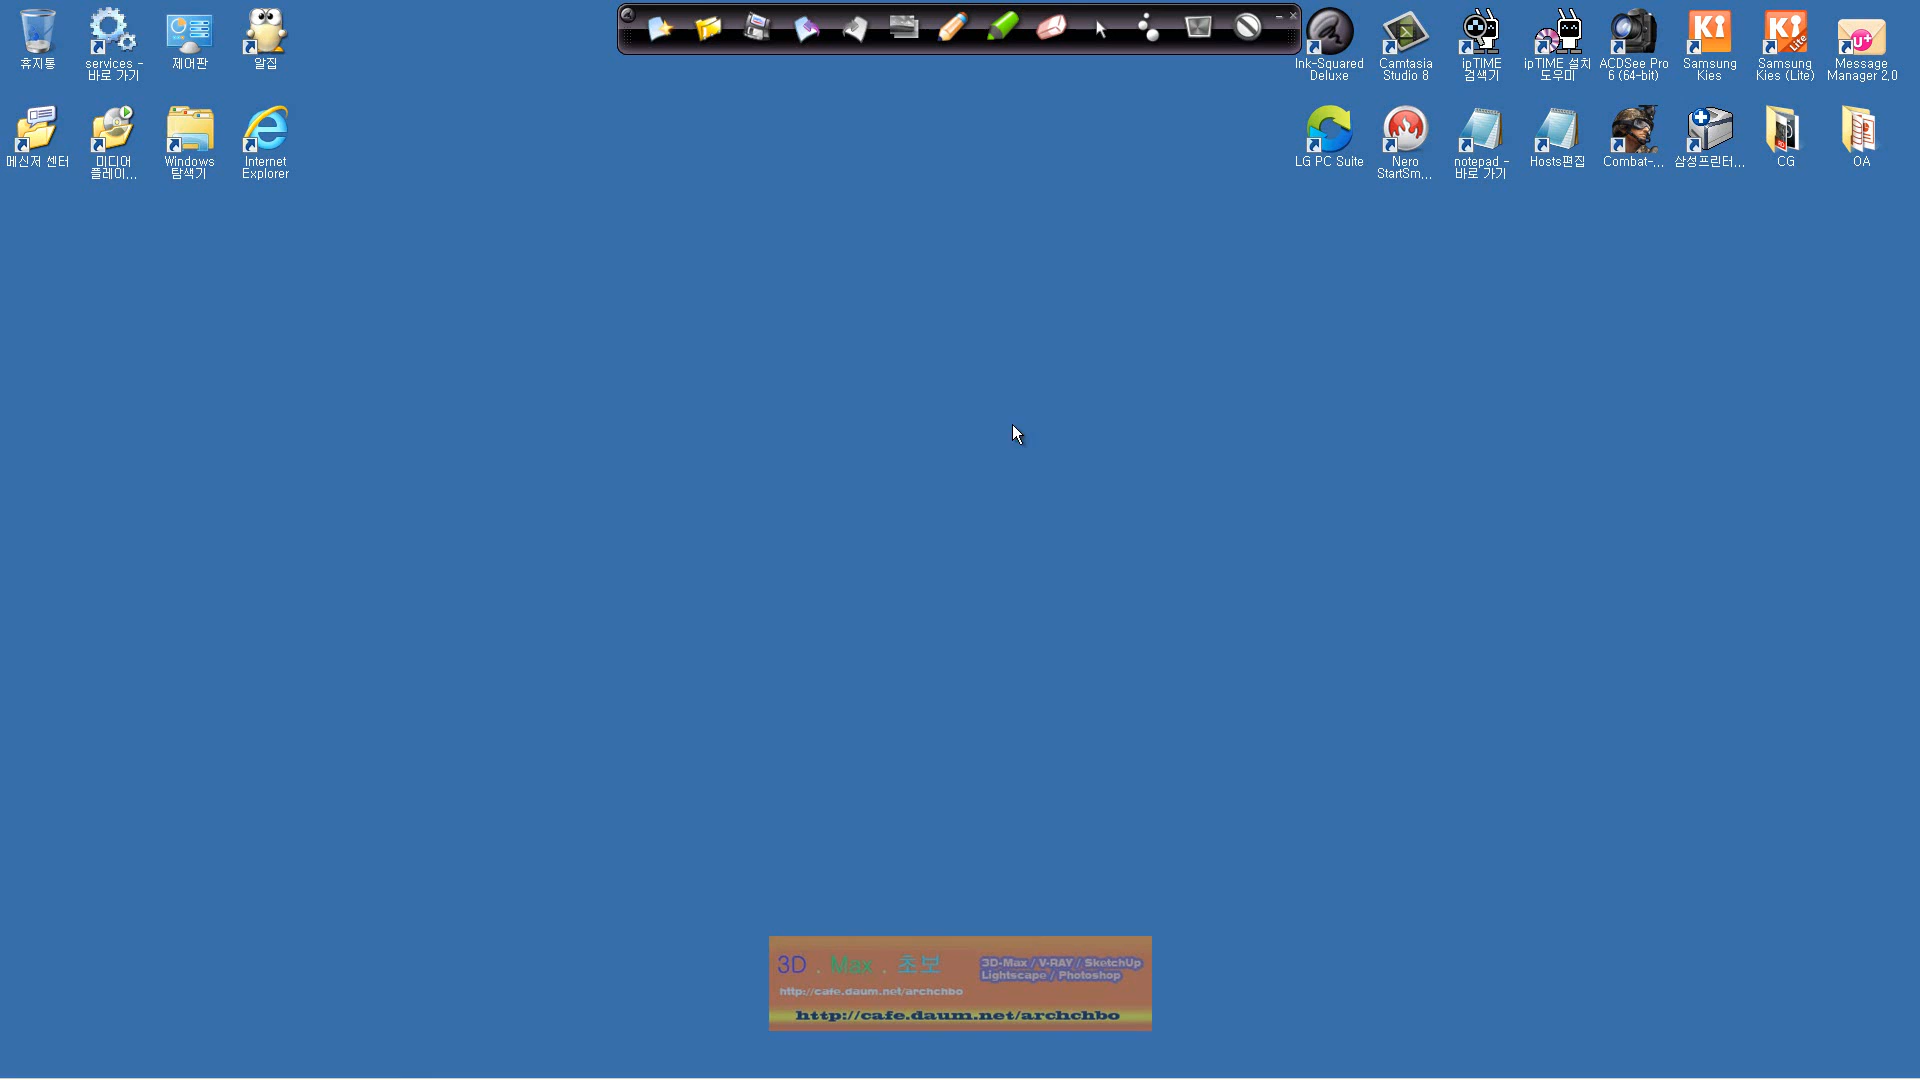 휴지통
services -
바로 가기
제어판
알집
Ink-Squared
Deluxe
Camtasia
Studio 8
ipTIME
검색기
ipTIME 설치
도우미
ACDSee Pro
6 (64-bit)
Samsung
Kies
Samsung
Kies (Lite)
Message
Manager 2,0
메신저 센터
미디어
플레이...
Windows
탐색기
Internet
Explorer
LG PC Suite
Nero
StartSm...
notepad -
바로 가기
Hosts편집
Combat-...
삼성프린터...
CG
OA
3D . Max . 초보
3D-Max / V-RAY / SketchUp
Lightscape / Photoshop
http://cafe.daum.net/archchbo
http://cafe.daum.net/archchbo